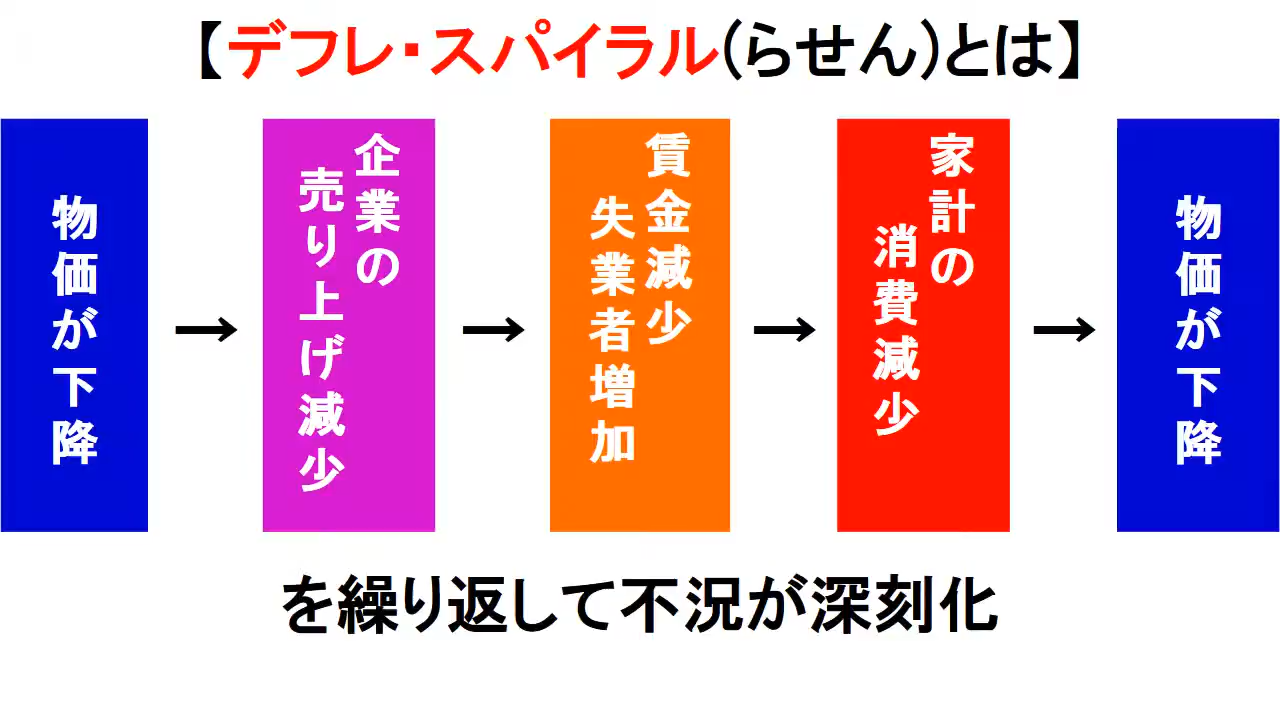 【デフレ・スパイラル(らせん)とは】
物価が下降
→
企業の
売り上げ減少
→
賃金減少
失業者増加
→
家計の
消費減少
→
物価が下降
を繰り返して不況が深刻化